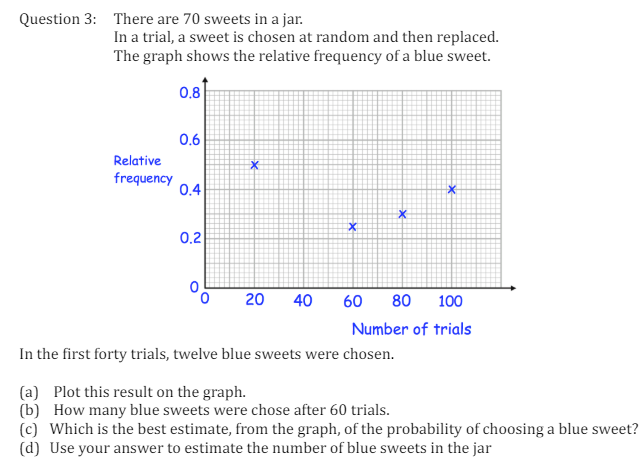 Question 3: There are 70 sweets in a jar.
In a trial, a sweet is chosen at random and then replaced.
The graph shows the relative frequency of a blue sweet.
0.8
0.6
Relative
frequency
0.4
0.2
0
0 20 40 60 80 100
Number of trials
In the first forty trials, twelve blue sweets were chosen.
(a) Plot this result on the graph.
(b) How many blue sweets were chose after 60 trials.
(c) Which is the best estimate, from the graph, of the probability of choosing a blue sweet?
(d) Use your answer to estimate the number of blue sweets in the jar